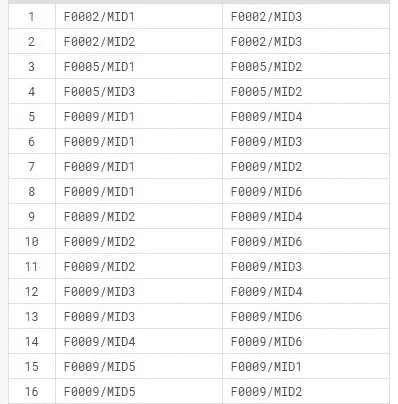 1 F0002/MID1 F0002/MID3
2 F0002/MID2 F0002/MID3
3 F0005/MID1 F0005/MID2
4 F0005/MID3 F0005/MID2
5 F0009/MID1 F0009/MID4
6 F0009/MID1 F0009/MID3
7 F0009/MID1 F0009/MID2
8 F0009/MID1 F0009/MID6
9 F0009/MID2 F0009/MID4
10 F0009/MID2 F0009/MID6
11 F0009/MID2 F0009/MID3
12 F0009/MID3 F0009/MID4
13 F0009/MID3 F0009/MID6
14 F0009/MID4 F0009/MID6
15 F0009/MID5 F0009/MID1
16 F0009/MID5 F0009/MID2